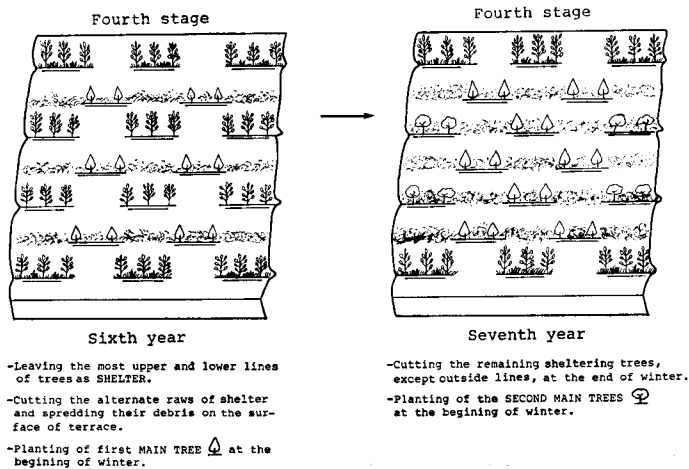 Fourth stage
Sixth year
-Leaving the most upper and lower lines
of trees as SHELTER.
-Cutting the alternate raws of shelter
and spredding their debris on the sur-
face of terrace.
-Planting of first MAIN TREE at the
begining of winter.
Fourth stage
Seventh year
-Cutting the remaining sheltering trees,
except outside lines, at the end of winter.
-Planting of the SECOND MAIN TREES
at the begining of winter.